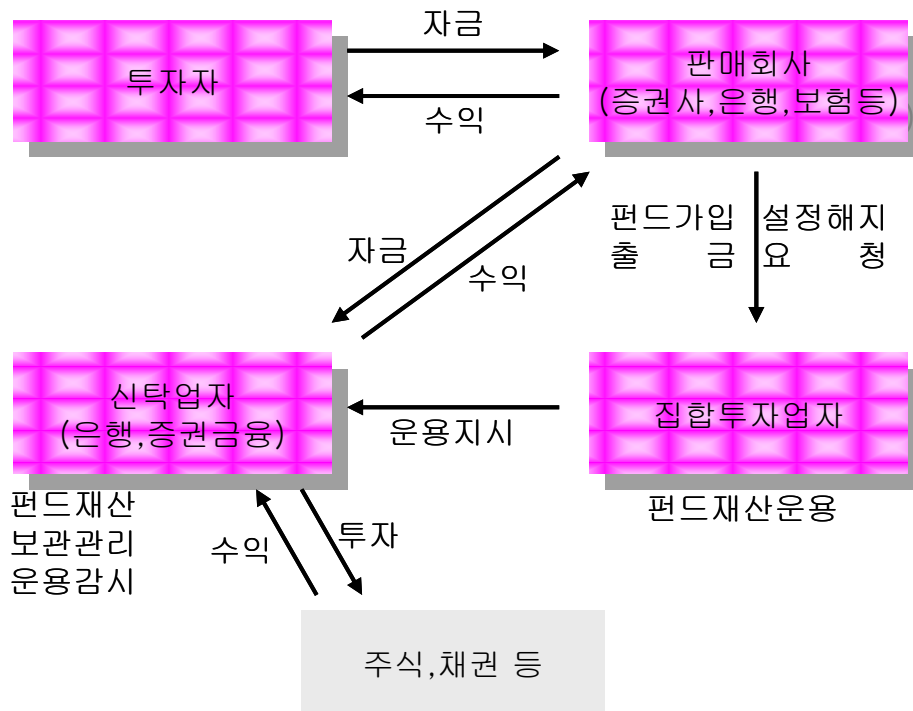 자금
투자자
판매회사
(증권사,은행,보험등)
수익
펀드가입
출 금
설정해지
요 청
자금
수익
신탁업자
(은행,증권금융)
운용지시
집합투자업자
펀드재산
보관관리
운용감시
펀드재산운용
수익
투자
주식,채권 등